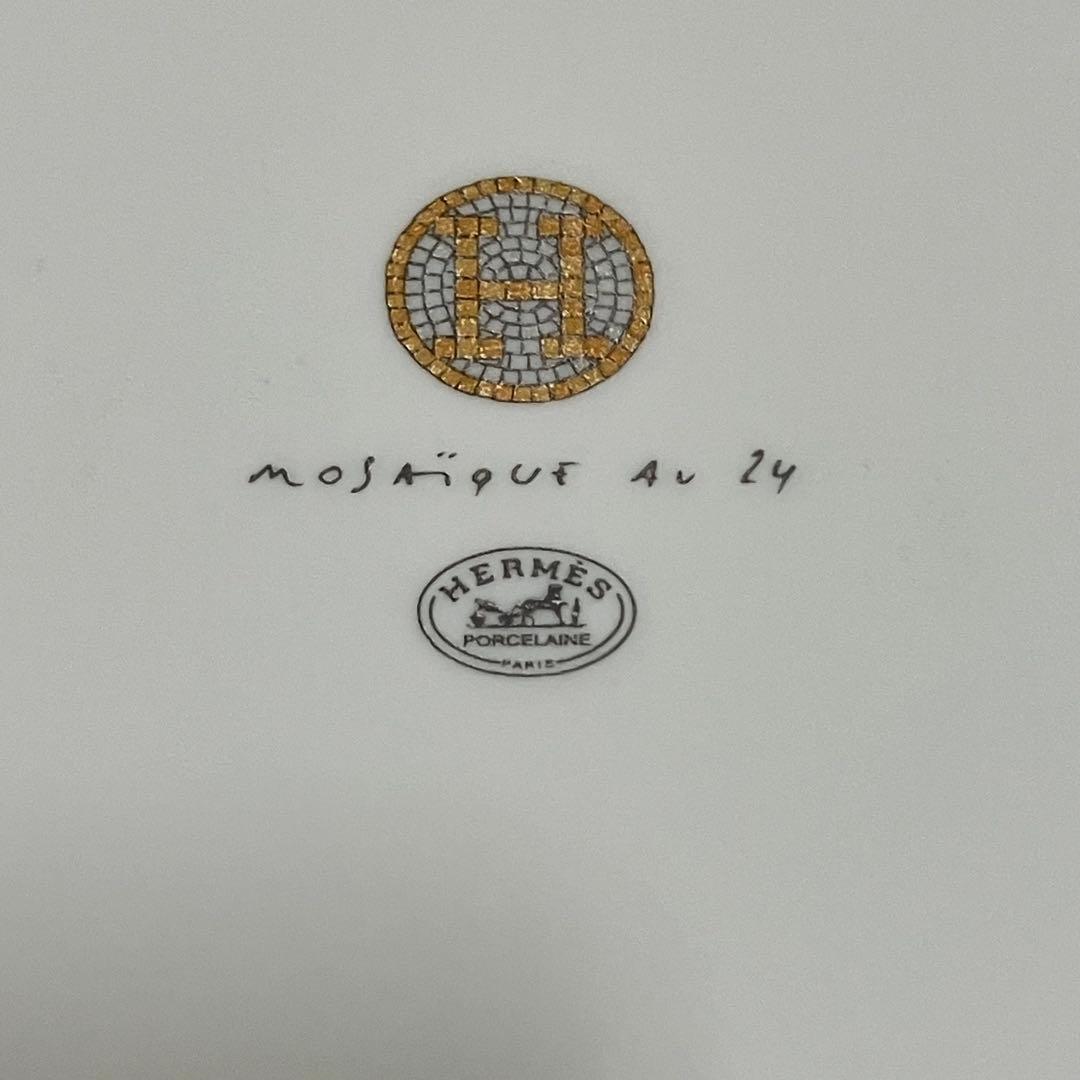 H
MOSAÏQUE AU 24
HERMÈS
PORCELAINE
PARIS